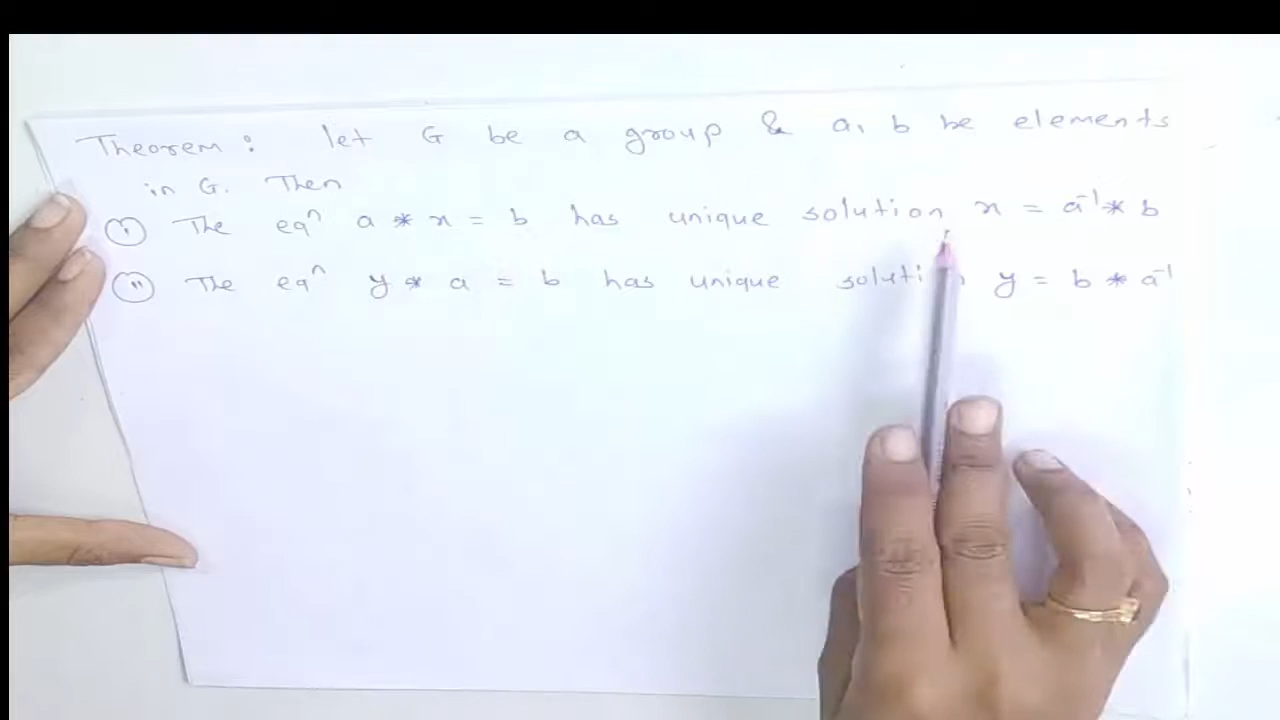 Theorem: let G be a group & a, b be elements
in G. Then
(i) The eqⁿ a * x = b has unique solution x = a⁻¹ * b
(ii) The eqⁿ y * a = b has unique solution y = b * a⁻¹